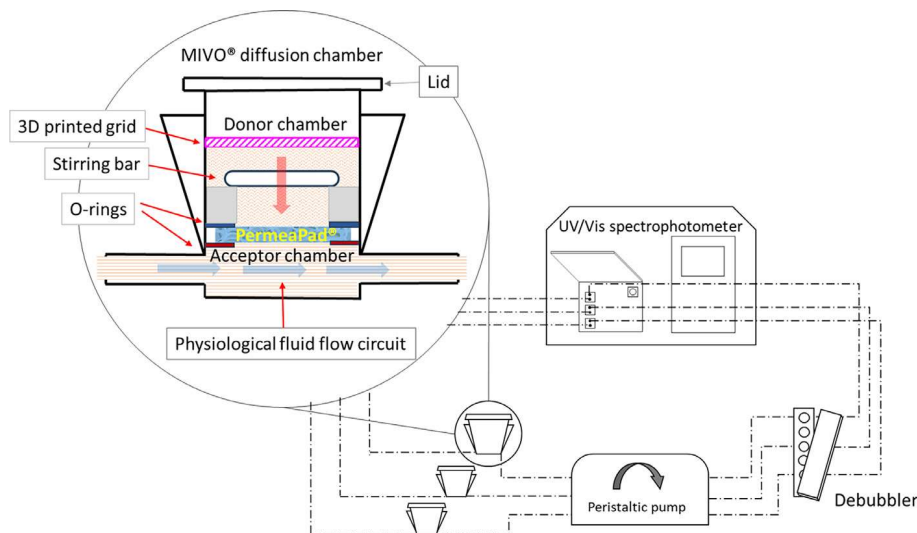 MIVO® diffusion chamber
Lid
3D printed grid
Donor chamber
Stirring bar
O-rings
PermeaPad®
Acceptor chamber
UV/Vis spectrophotometer
Physiological fluid flow circuit
Peristaltic pump
Debubbler